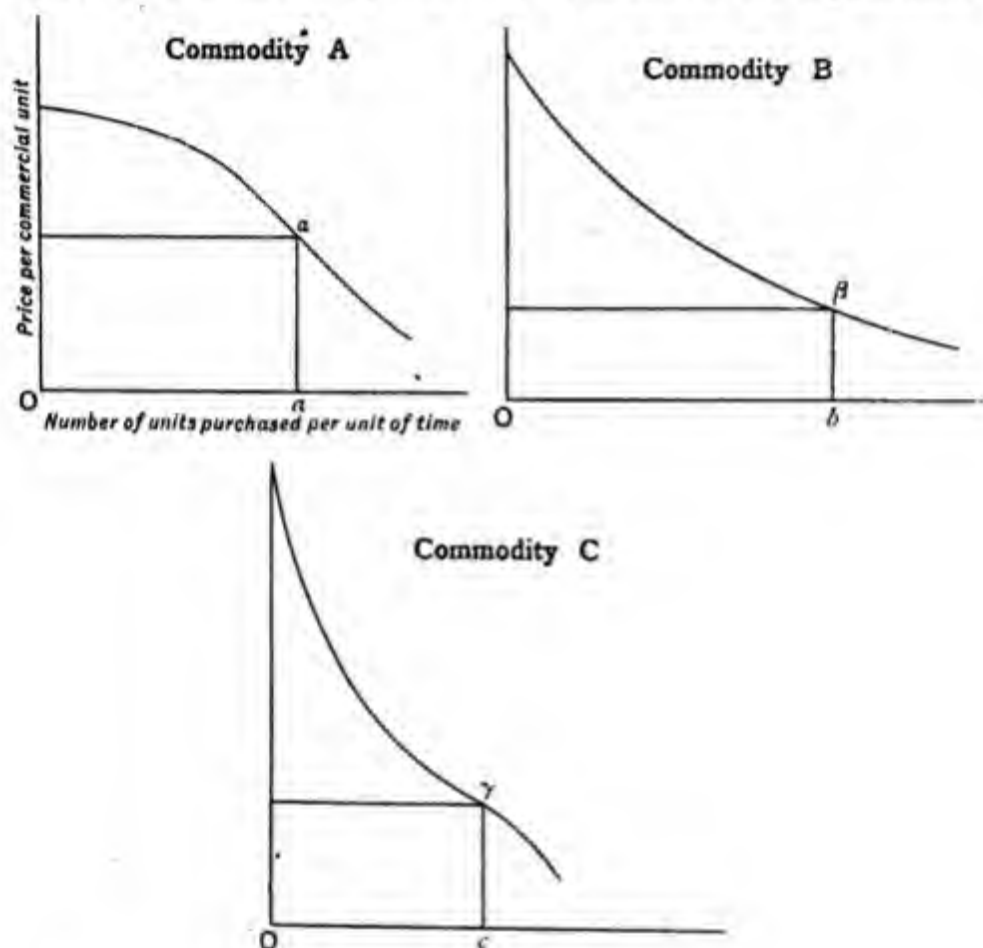 Commodity A
Price per commercial unit
α
O
a
Number of units purchased per unit of time
Commodity B
β
O
b
Commodity C
γ
O
c